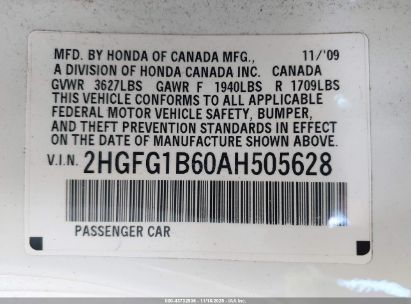 MFD. BY HONDA OF CANADA MFG., 11/'09
A DIVISION OF HONDA CANADA INC. CANADA
GVWR 3627LBS GAWR F 1940LBS R 1709LBS
THIS VEHICLE CONFORMS TO ALL APPLICABLE
FEDERAL MOTOR VEHICLE SAFETY, BUMPER,
AND THEFT PREVENTION STANDARDS IN EFFECT
ON THE DATE OF MANUFACTURE SHOWN ABOVE.
V.I.N. 2HGFG1B60AH505628
PASSENGER CAR